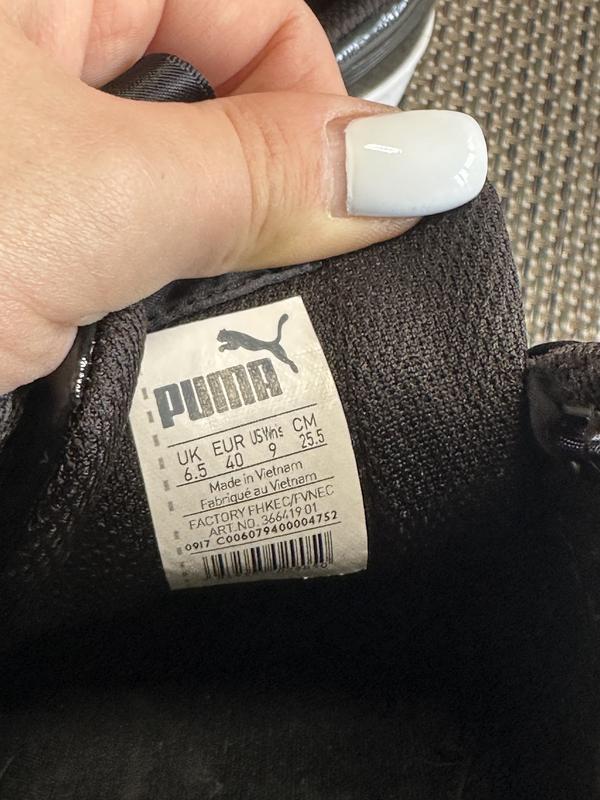 PUMA
UK EUR US Wn's CM
6.5 40 9 25.5
Made in Vietnam
Fabriqué au Vietnam
FACTORY FHKEC/FVNEC
ART.NO. 366419 01
0917 C006079400004752